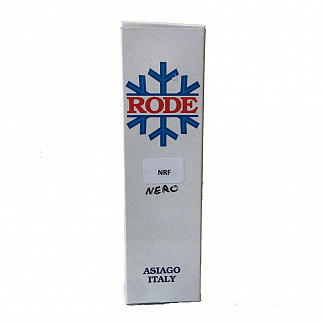 RODE
NRF
NERO
ASIAGO
ITALY